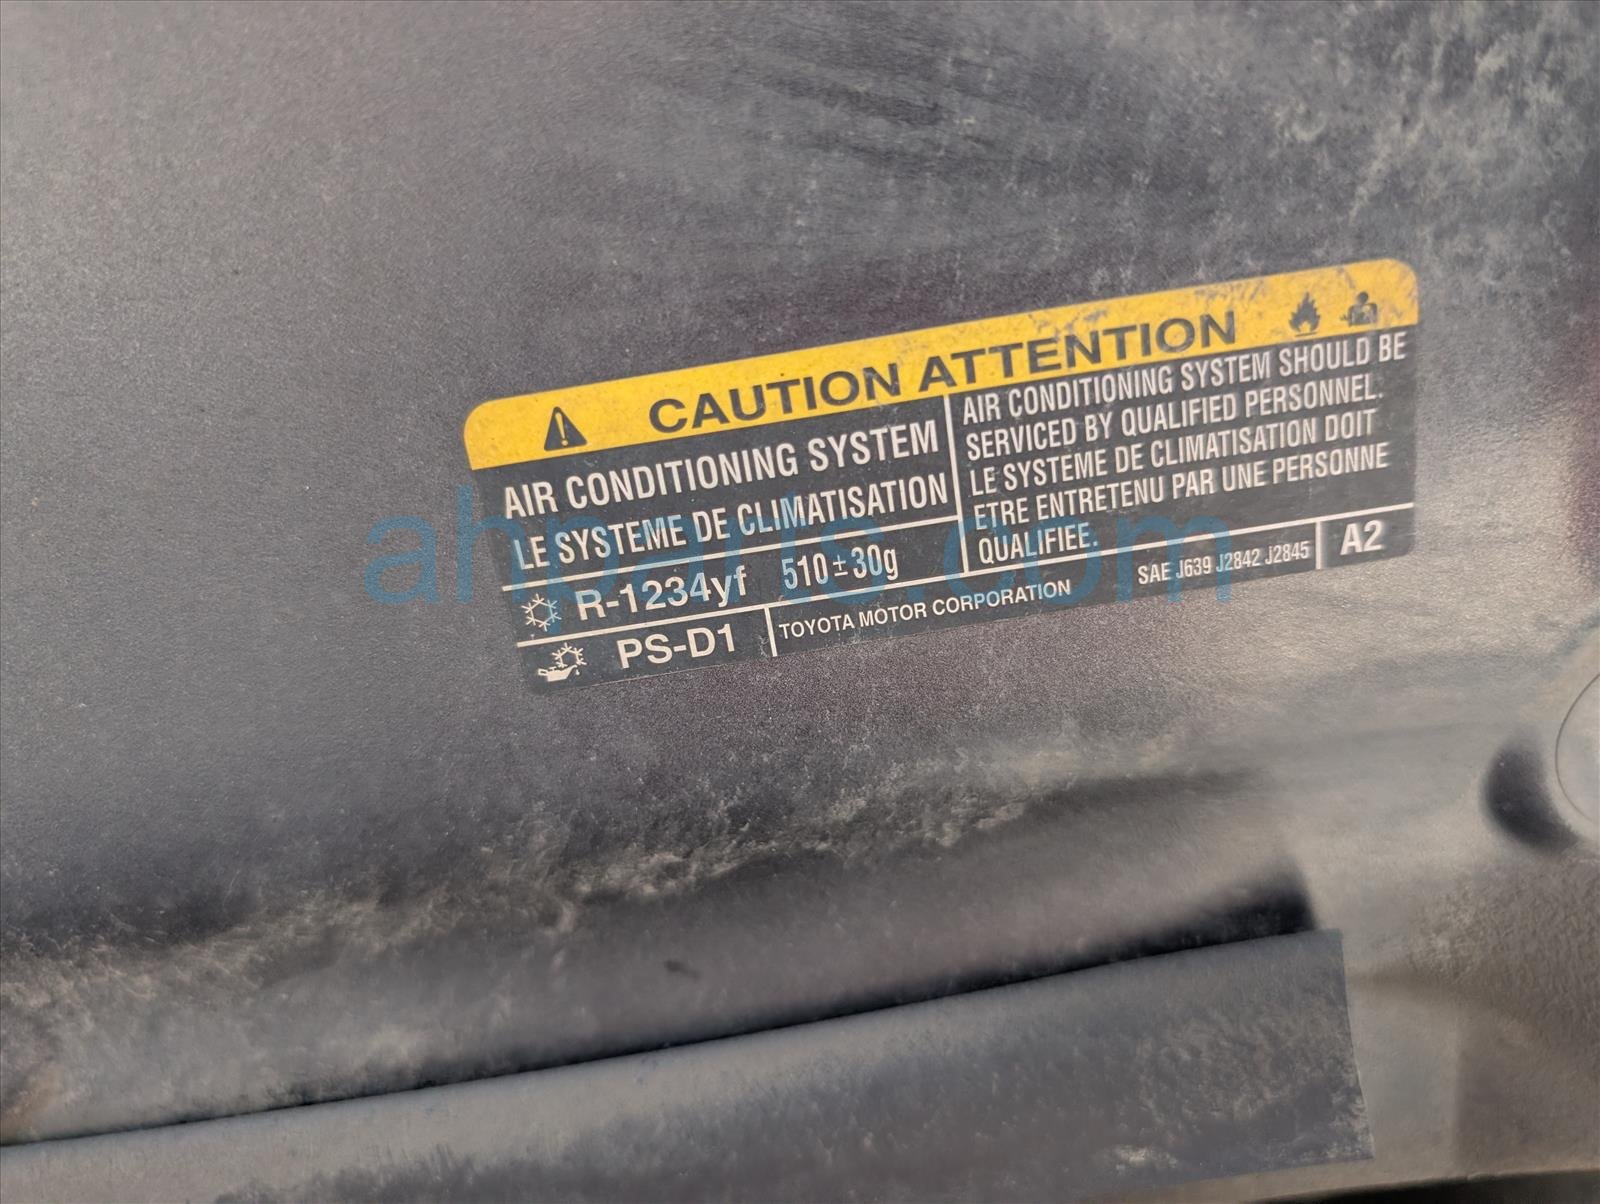 CAUTION ATTENTION
AIR CONDITIONING SYSTEM
LE SYSTEME DE CLIMATISATION
R-1234yf 510±30g
PS-D1
AIR CONDITIONING SYSTEM SHOULD BE
SERVICED BY QUALIFIED PERSONNEL.
LE SYSTEME DE CLIMATISATION DOIT
ETRE ENTRETENU PAR UNE PERSONNE
QUALIFIEE.
TOYOTA MOTOR CORPORATION
SAE J639 J2842 J2845
A2
ahparts.com